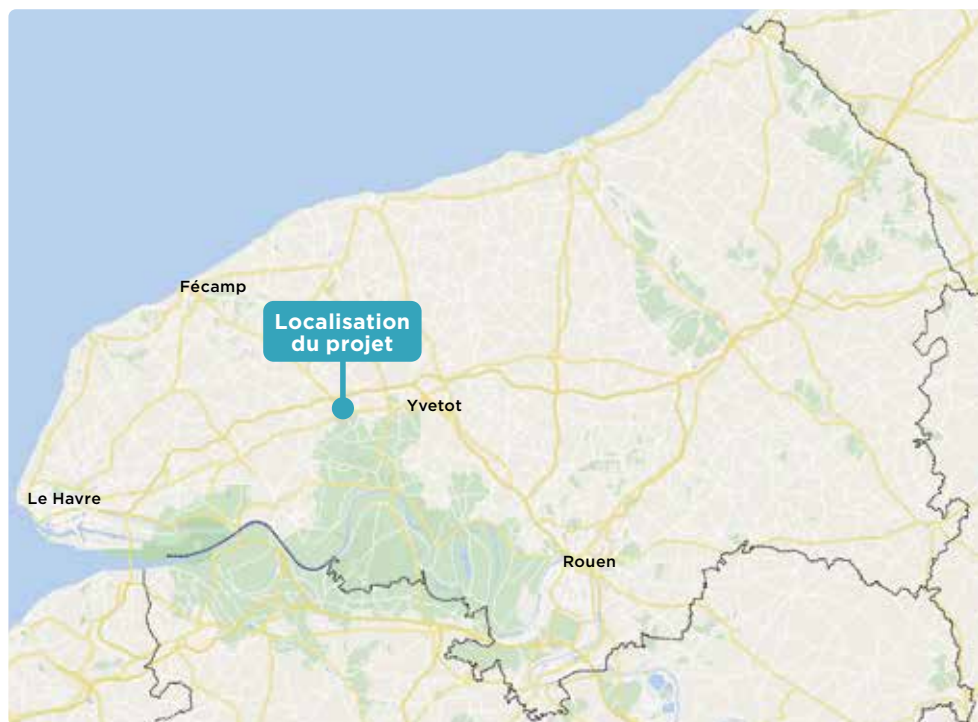 Fécamp
Localisation
du projet
Yvetot
Le Havre
Rouen